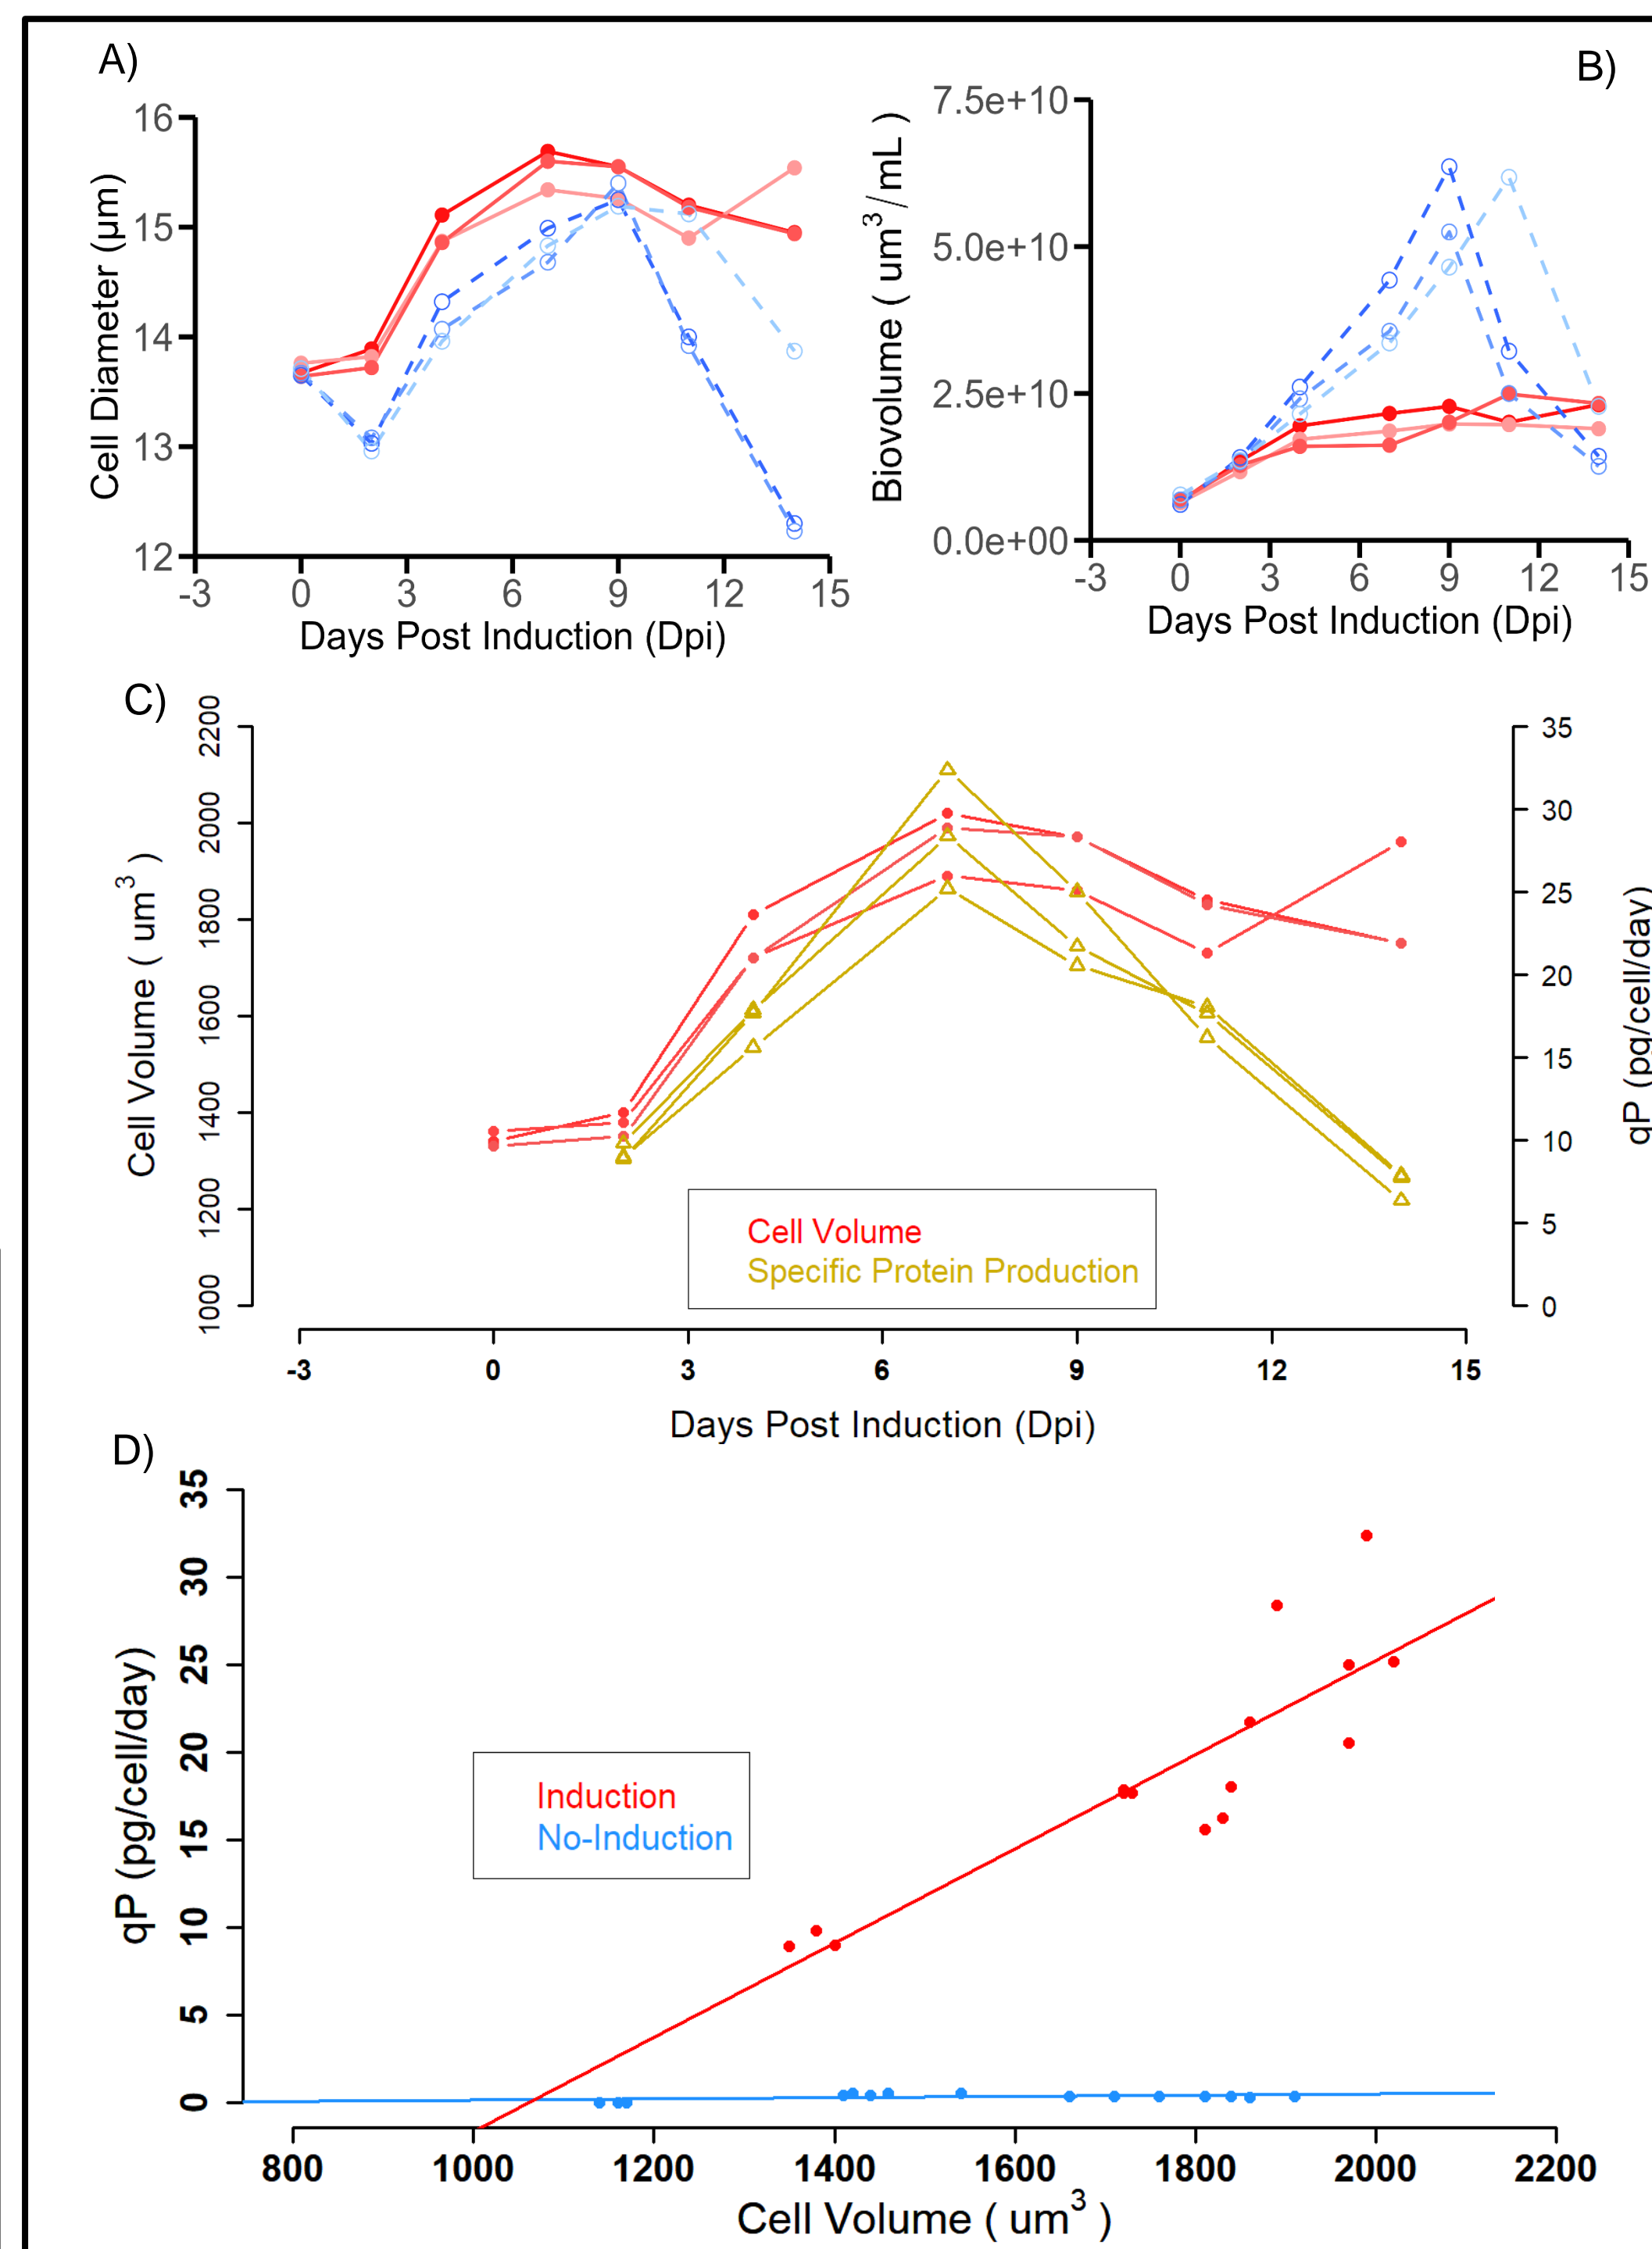 A)
B)
16
15
14
13
12
Cell Diameter (µm)
-3 0 3 6 9 12 15
Days Post Induction (Dpi)
7.5e+10
5.0e+10
2.5e+10
0.0e+00
Biovolume ( um3 / mL )
-3 0 3 6 9 12 15
Days Post Induction (Dpi)
C)
2200
2000
1800
1600
1400
1200
1000
Cell Volume ( um3 )
35
30
25
20
15
10
5
0
qP (pg/cell/day)
Cell Volume
Specific Protein Production
-3 0 3 6 9 12 15
Days Post Induction (Dpi)
D)
35
30
25
20
15
10
5
0
qP (pg/cell/day)
Induction
No-Induction
800 1000 1200 1400 1600 1800 2000 2200
Cell Volume ( um3 )